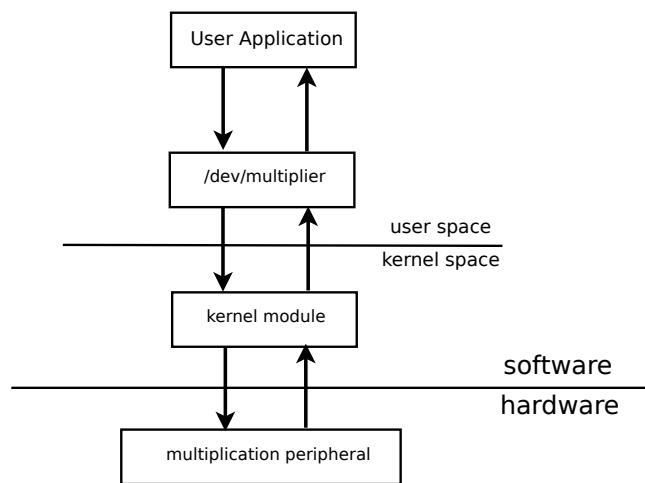 User Application
/dev/multiplier
user space
kernel space
kernel module
software
hardware
multiplication peripheral